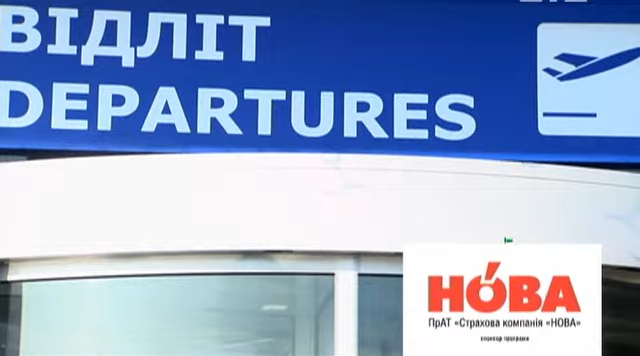 ВІДЛІТ
DEPARTURES
НОВА
ПрАТ «Страхова компанія «НОВА»
спонсор програми